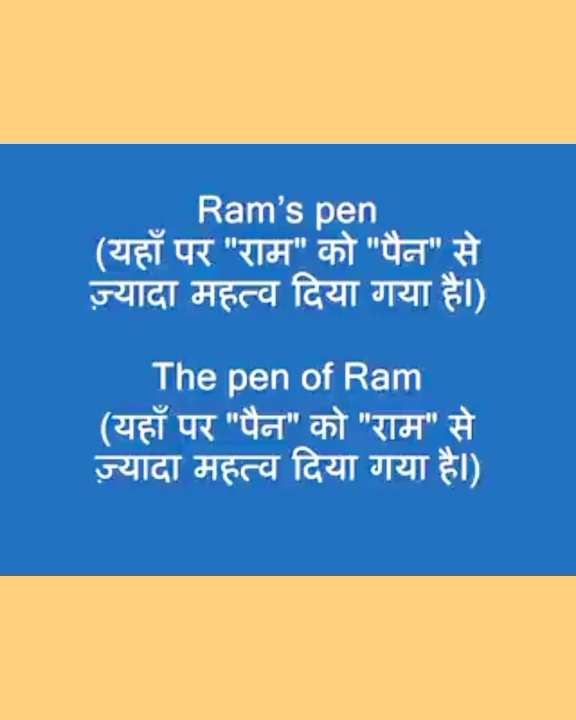 Ram’s pen
(यहाँ पर "राम" को "पैन" से
ज़्यादा महत्व दिया गया है।)
The pen of Ram
(यहाँ पर "पैन" को "राम" से
ज़्यादा महत्व दिया गया है।)